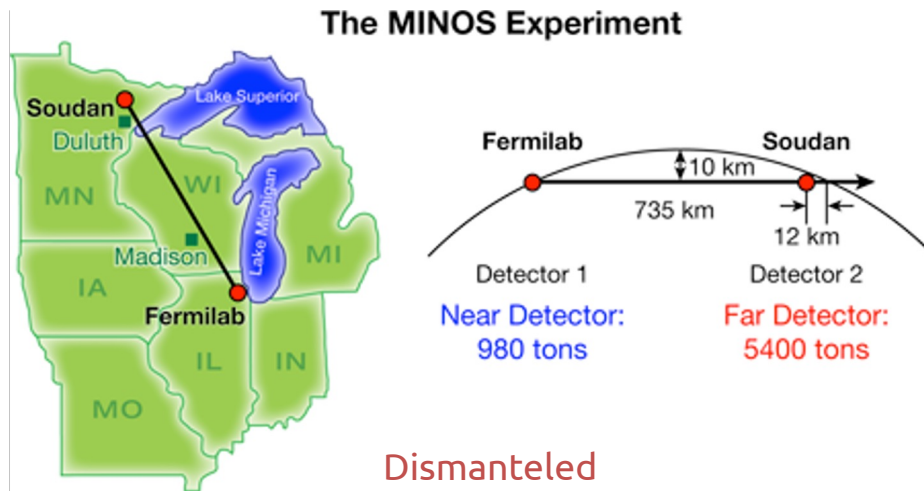 The MINOS Experiment
Soudan
Duluth
Lake Superior
MN
WI
Lake Michigan
MI
Madison
IA
Fermilab
IL
IN
MO
Fermilab
Soudan
10 km
735 km
12 km
Detector 1
Detector 2
Near Detector:
980 tons
Far Detector:
5400 tons
Dismanteled